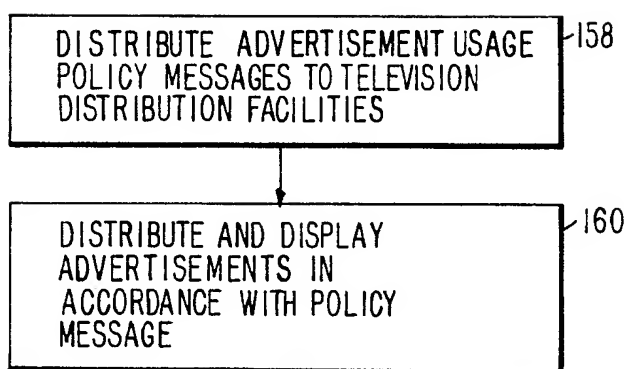 DISTRIBUTE ADVERTISEMENT USAGE
POLICY MESSAGES TO TELEVISION
DISTRIBUTION FACILITIES
158
DISTRIBUTE AND DISPLAY
ADVERTISEMENTS IN
ACCORDANCE WITH POLICY
MESSAGE
160